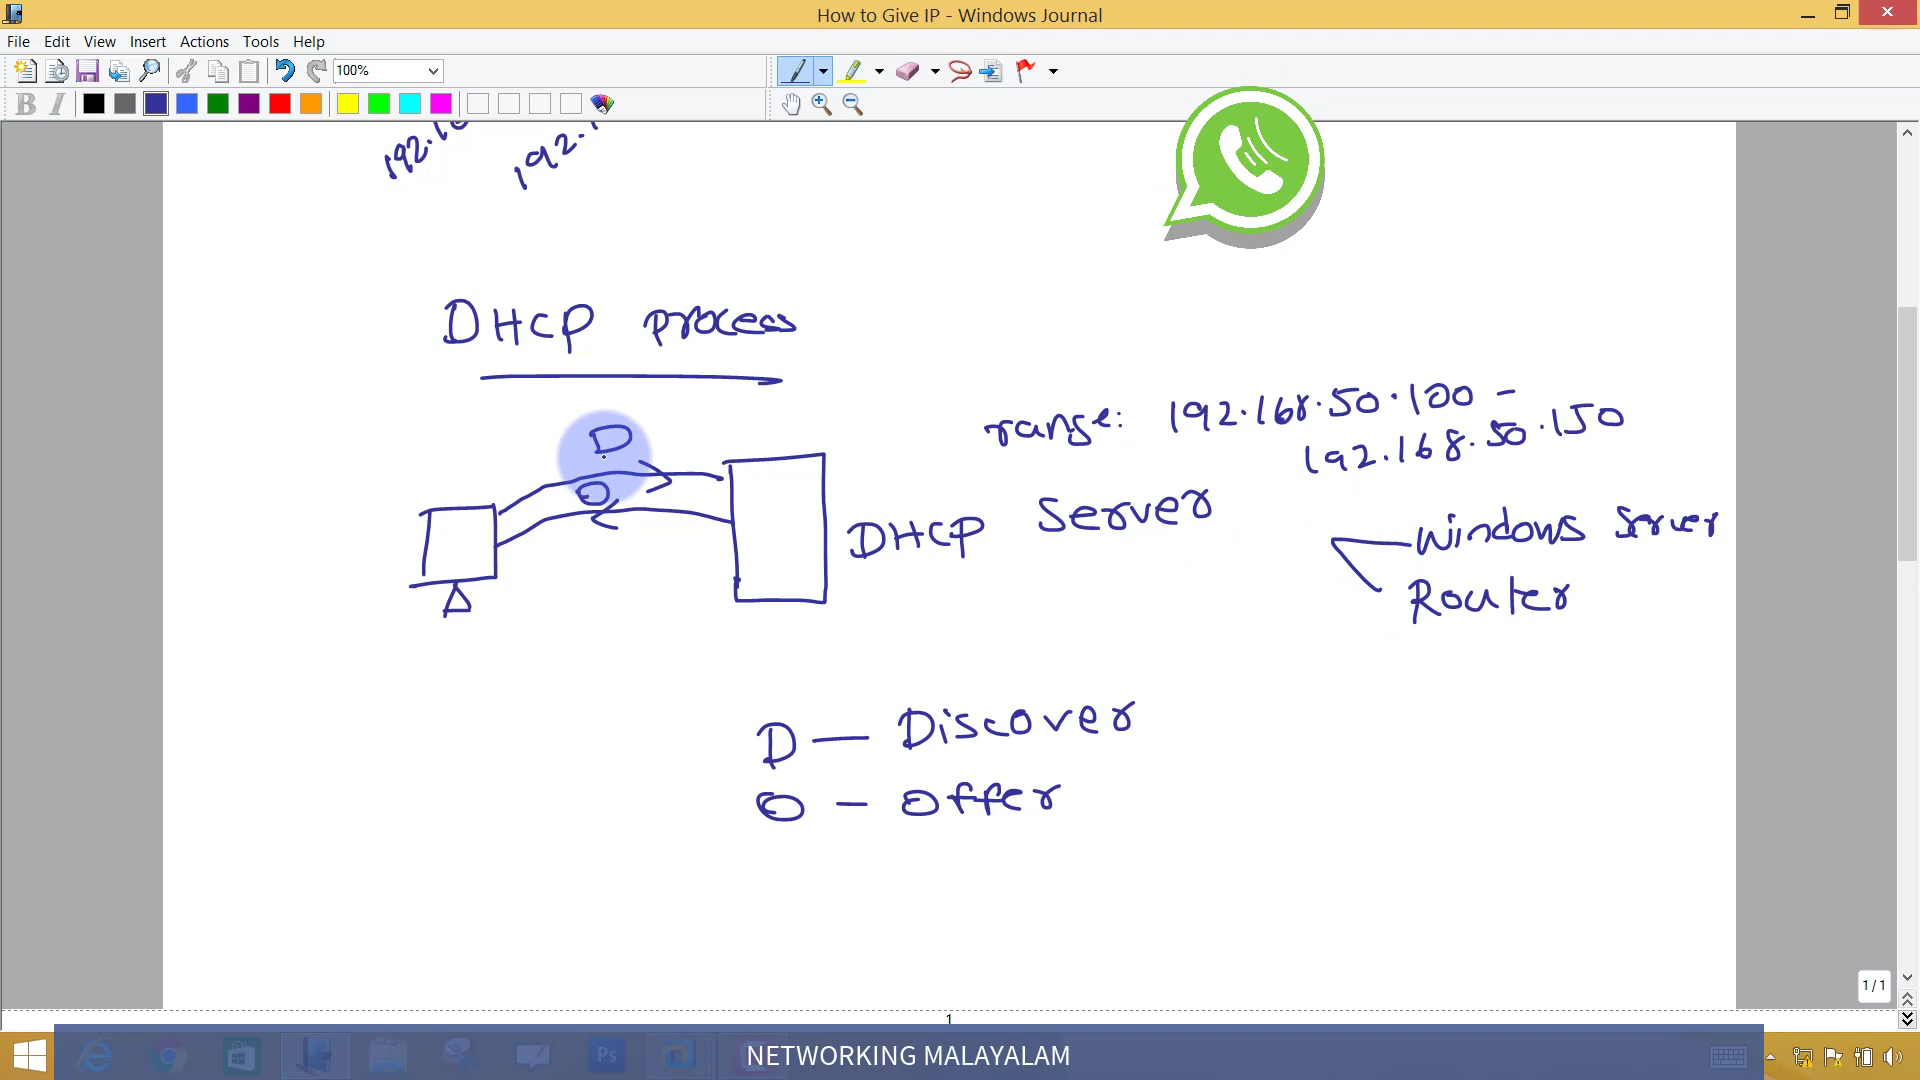 How to Give IP - Windows Journal
File Edit View Insert Actions Tools Help
100%
B I
DHCP process
range: 192.168.50.100 -
192.168.50.150
D
O
DHCP Server
Windows Server
Router
D — Discover
O - Offer
1 / 1
1
NETWORKING MALAYALAM